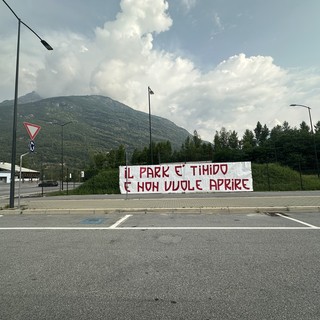 iL PARK E' TIMIDO
E NON VUOLE APRIRE